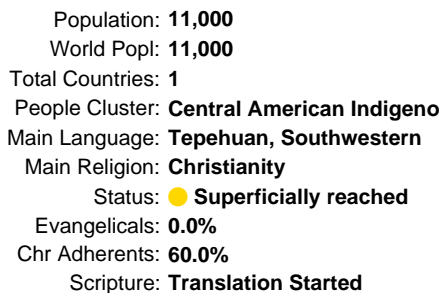 Population: 11,000
World Popl: 11,000
Total Countries: 1
People Cluster: Central American Indigeno
Main Language: Tepehuan, Southwestern
Main Religion: Christianity
Status: Superficially reached
Evangelicals: 0.0%
Chr Adherents: 60.0%
Scripture: Translation Started